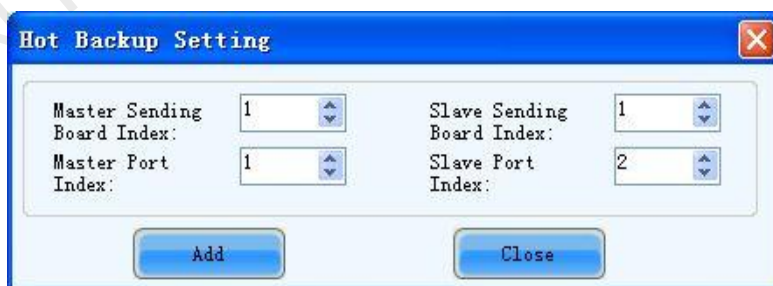 Hot Backup Setting
Master Sending Board Index: 1
Slave Sending Board Index: 1
Master Port Index: 1
Slave Port Index: 2
Add
Close